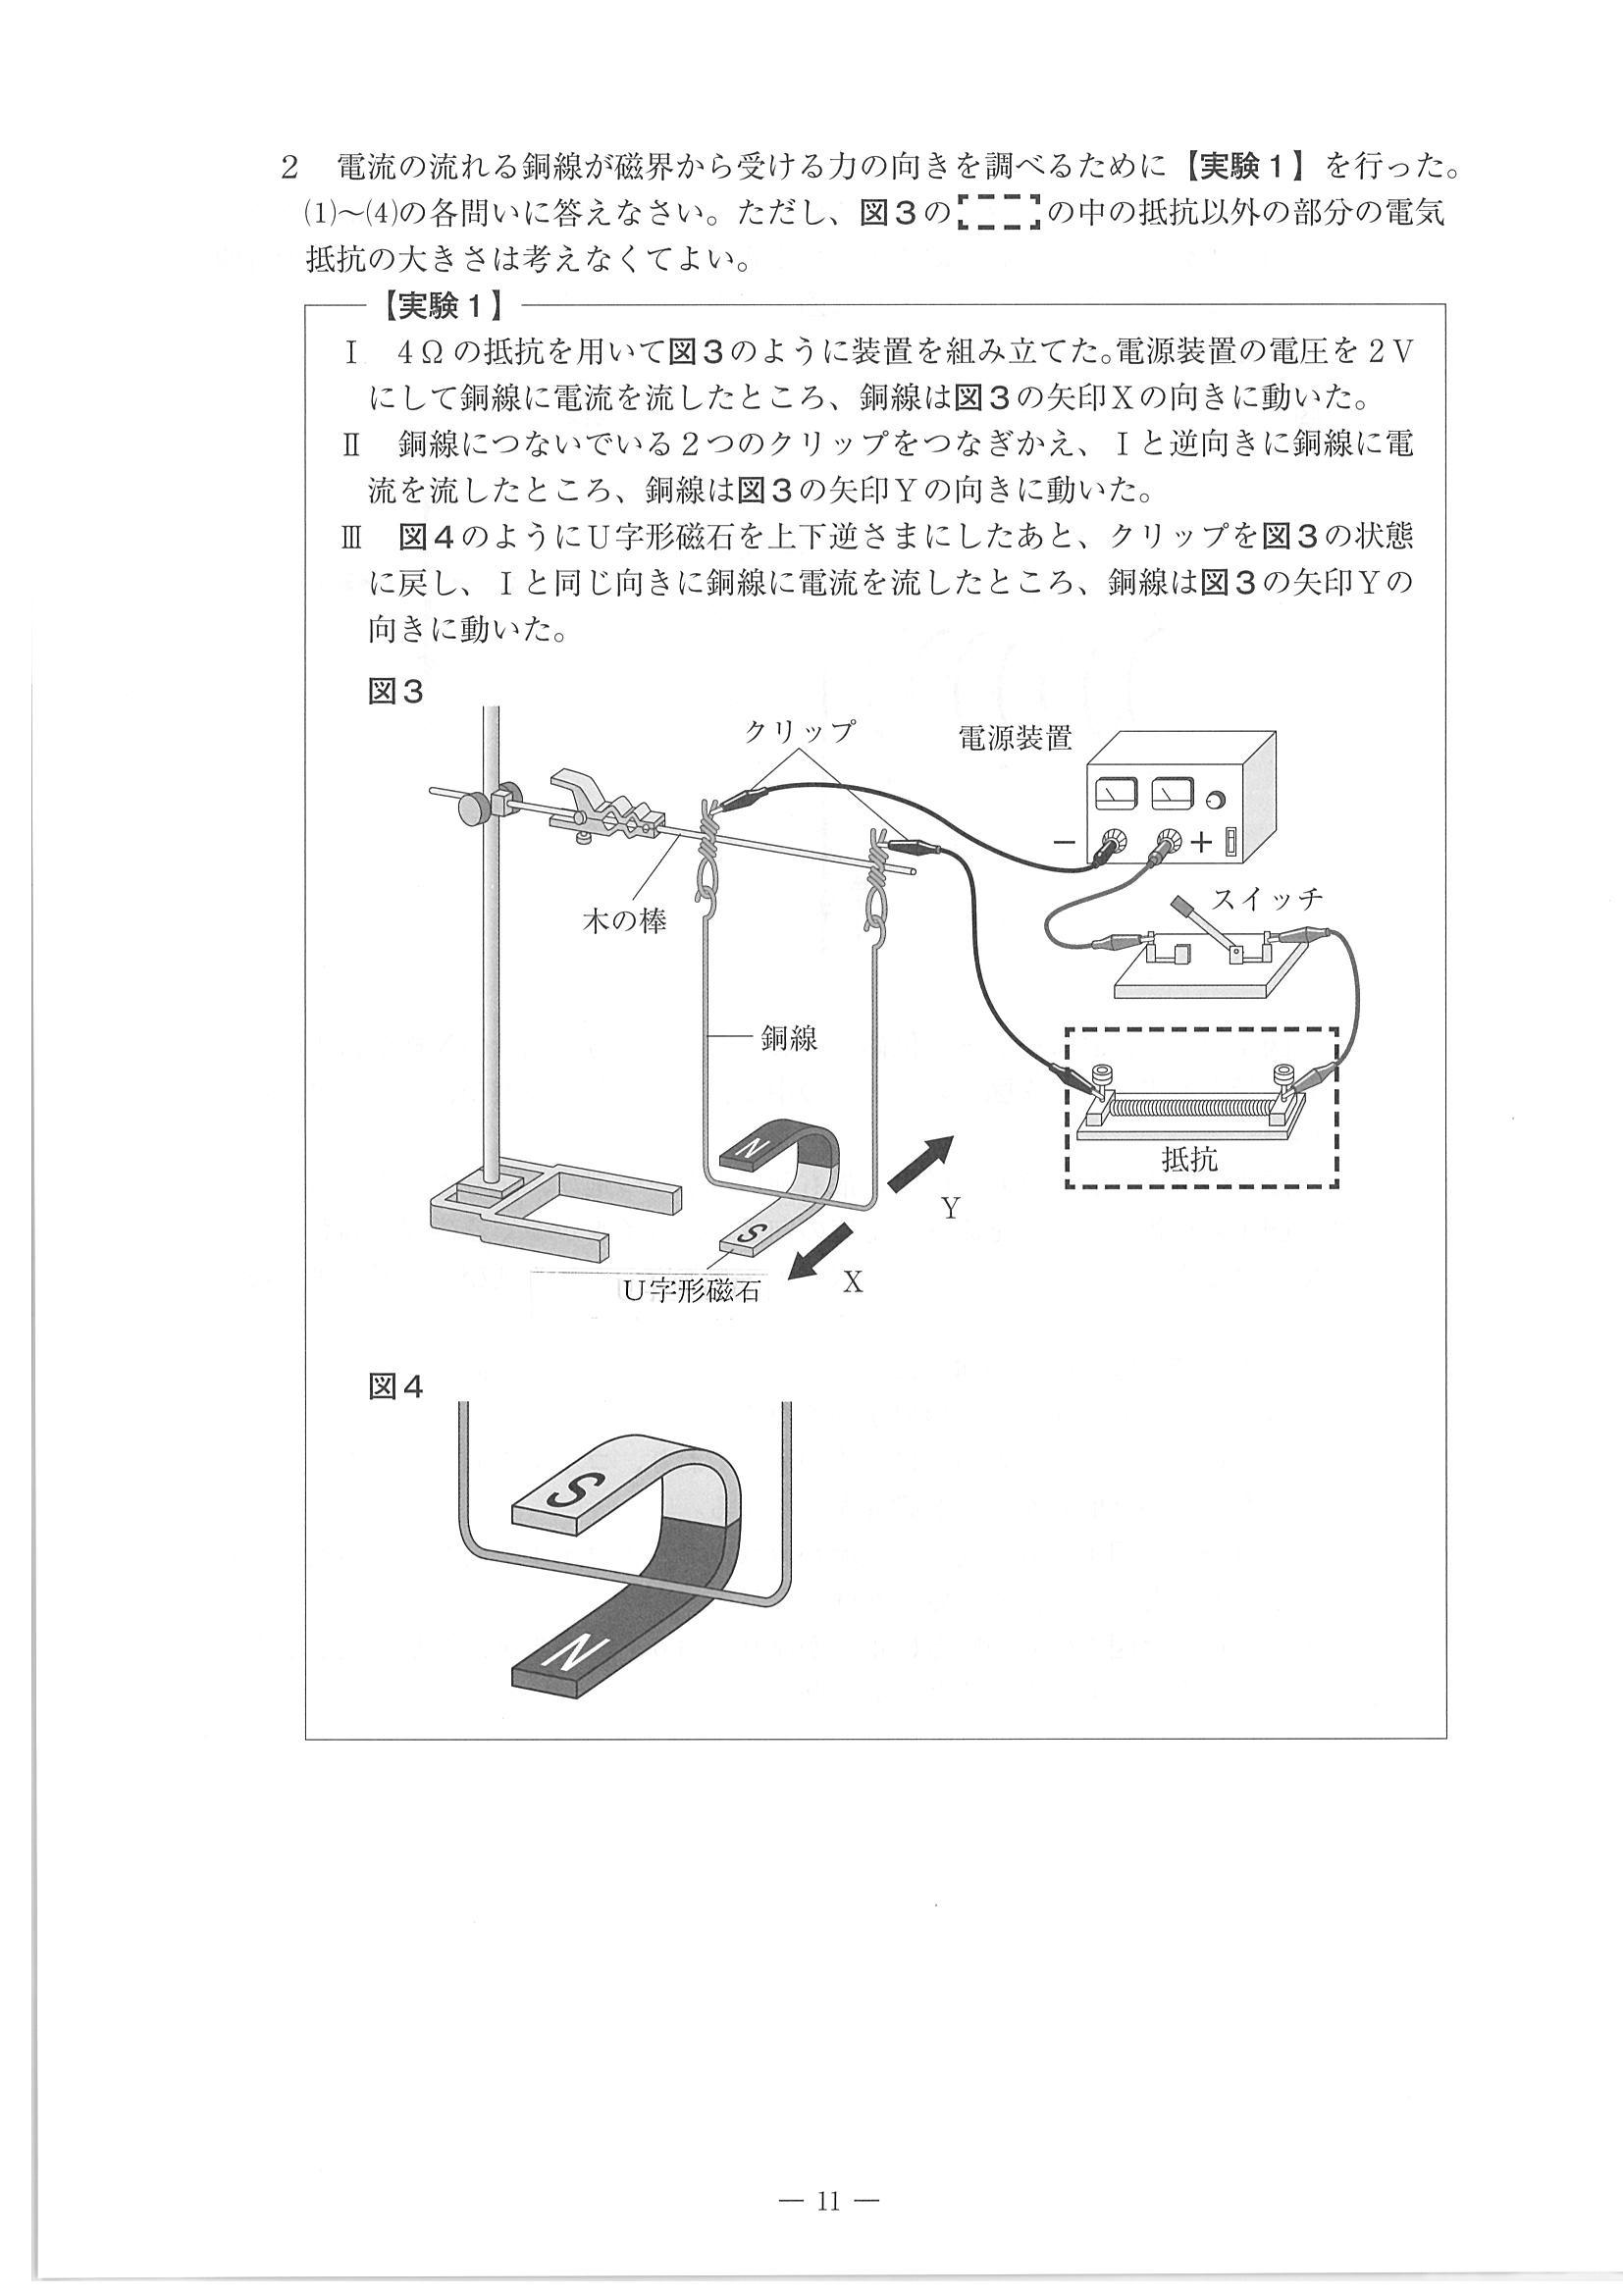 2　電流の流れる銅線が磁界から受ける力の向きを調べるために【実験1】を行った。
⑴～⑷の各問いに答えなさい。ただし、図3の　　の中の抵抗以外の部分の電気
抵抗の大きさは考えなくてよい。
【実験1】
Ⅰ　4Ωの抵抗を用いて図3のように装置を組み立てた。電源装置の電圧を2V
にして銅線に電流を流したところ、銅線は図3の矢印Xの向きに動いた。
Ⅱ　銅線につないでいる2つのクリップをつなぎかえ、Ⅰと逆向きに銅線に電
流を流したところ、銅線は図3の矢印Yの向きに動いた。
Ⅲ　図4のようにU字形磁石を上下逆さまにしたあと、クリップを図3の状態
に戻し、Ⅰと同じ向きに銅線に電流を流したところ、銅線は図3の矢印Yの
向きに動いた。
図3
クリップ
電源装置
－
＋
スイッチ
木の棒
銅線
抵抗
N
S
Y
X
U字形磁石
図4
S
N
― 11 ―